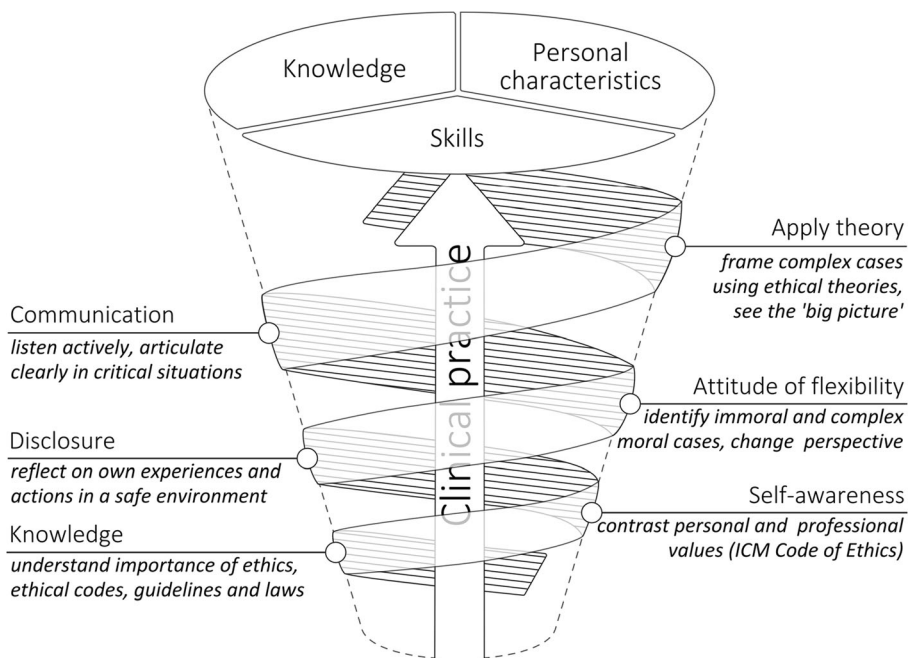 Knowledge
Personal
characteristics
Skills
Clinical practice
Apply theory
frame complex cases
using ethical theories,
see the 'big picture'
Communication
listen actively, articulate
clearly in critical situations
Attitude of flexibility
identify immoral and complex
moral cases, change perspective
Disclosure
reflect on own experiences and
actions in a safe environment
Self-awareness
contrast personal and professional
values (ICM Code of Ethics)
Knowledge
understand importance of ethics,
ethical codes, guidelines and laws